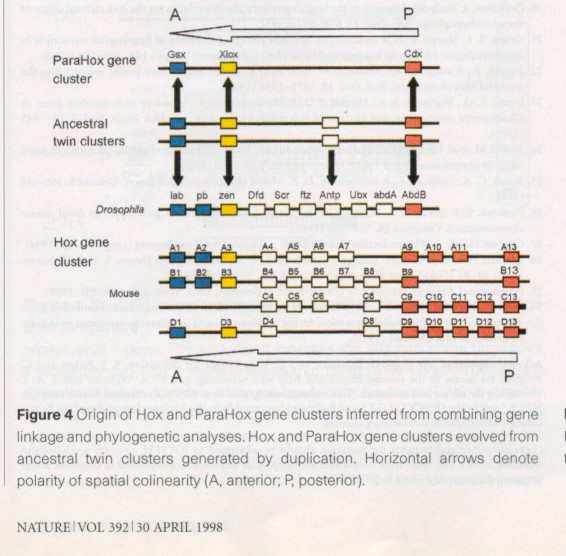 A P
Gsx Xlox Cdx
ParaHox gene
cluster
Ancestral
twin clusters
lab pb zen Dfd Scr ftz Antp Ubx abdA AbdB
Drosophila
Hox gene
cluster
A1 A2 A3 A4 A5 A6 A7 A9 A10 A11 A13
B1 B2 B3 B4 B5 B6 B7 B8 B9 B13
Mouse
C4 C5 C6 C8 C9 C10 C11 C12 C13
D1 D3 D4 D8 D9 D10 D11 D12 D13
A P
Figure 4 Origin of Hox and ParaHox gene clusters inferred from combining gene
linkage and phylogenetic analyses. Hox and ParaHox gene clusters evolved from
ancestral twin clusters generated by duplication. Horizontal arrows denote
polarity of spatial colinearity (A, anterior; P, posterior).
NATURE|VOL 392|30 APRIL 1998